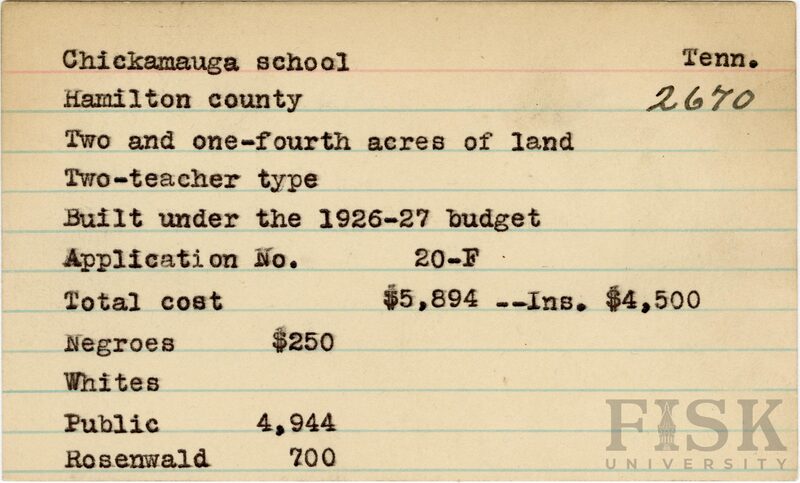 Chickamauga school Tenn.
Hamilton county 2670
Two and one-fourth acres of land
Two-teacher type
Built under the 1926-27 budget
Application No. 20-F
Total cost $5,894 --Ins. $4,500
Negroes $250
Whites
Public 4,944
Rosenwald 700
FISK
UNIVERSITY